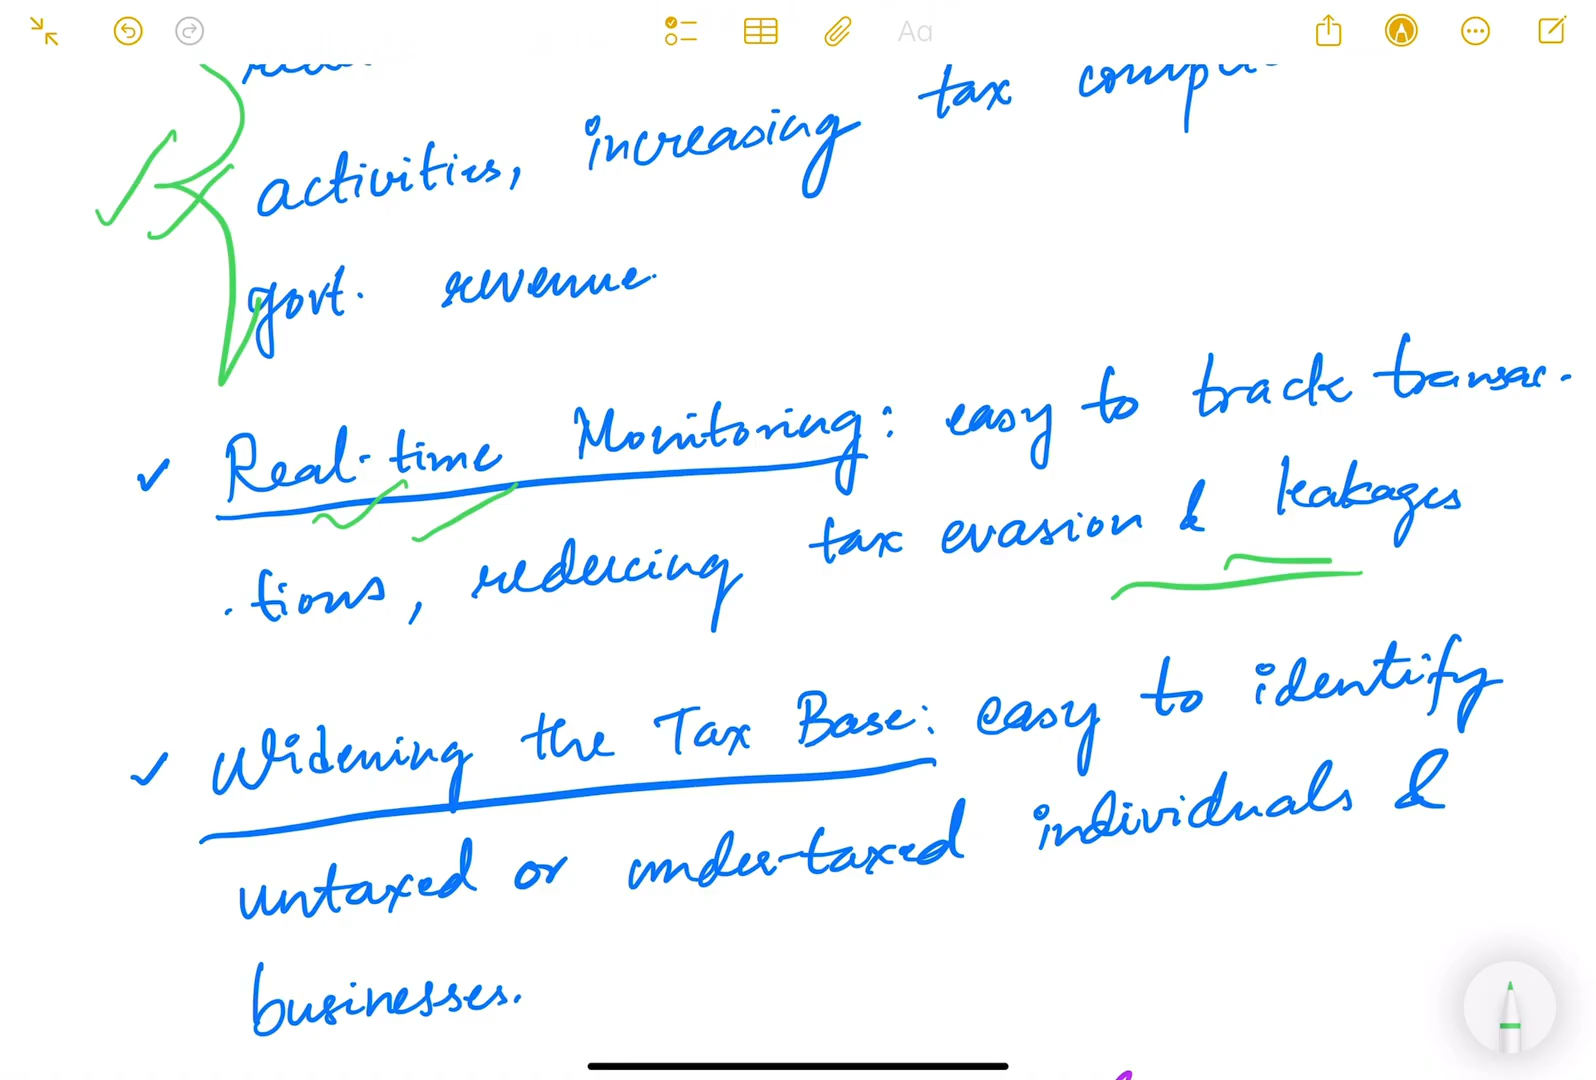 tax
activities, increasing
govt. revenue.
✓ Real-time Monitoring: easy to track transac-
-tions, reducing tax evasion & leakages
✓ Widening the Tax Base: easy to identify
untaxed or under-taxed individuals &
businesses.